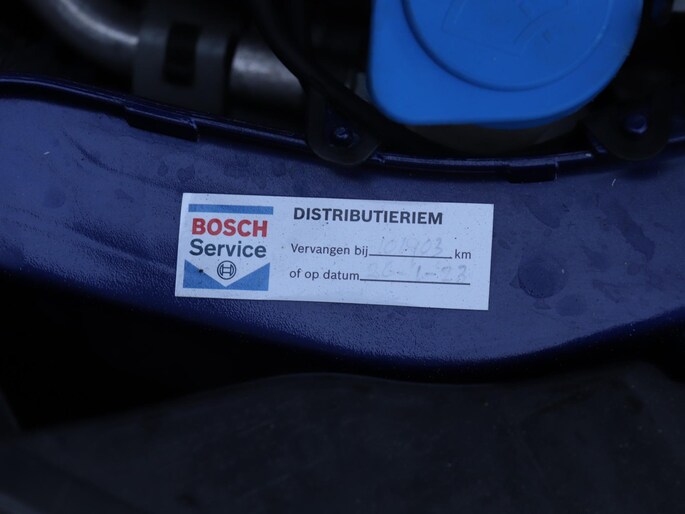 BOSCH
Service
DISTRIBUTIERIEM
Vervangen bij km
of op datum